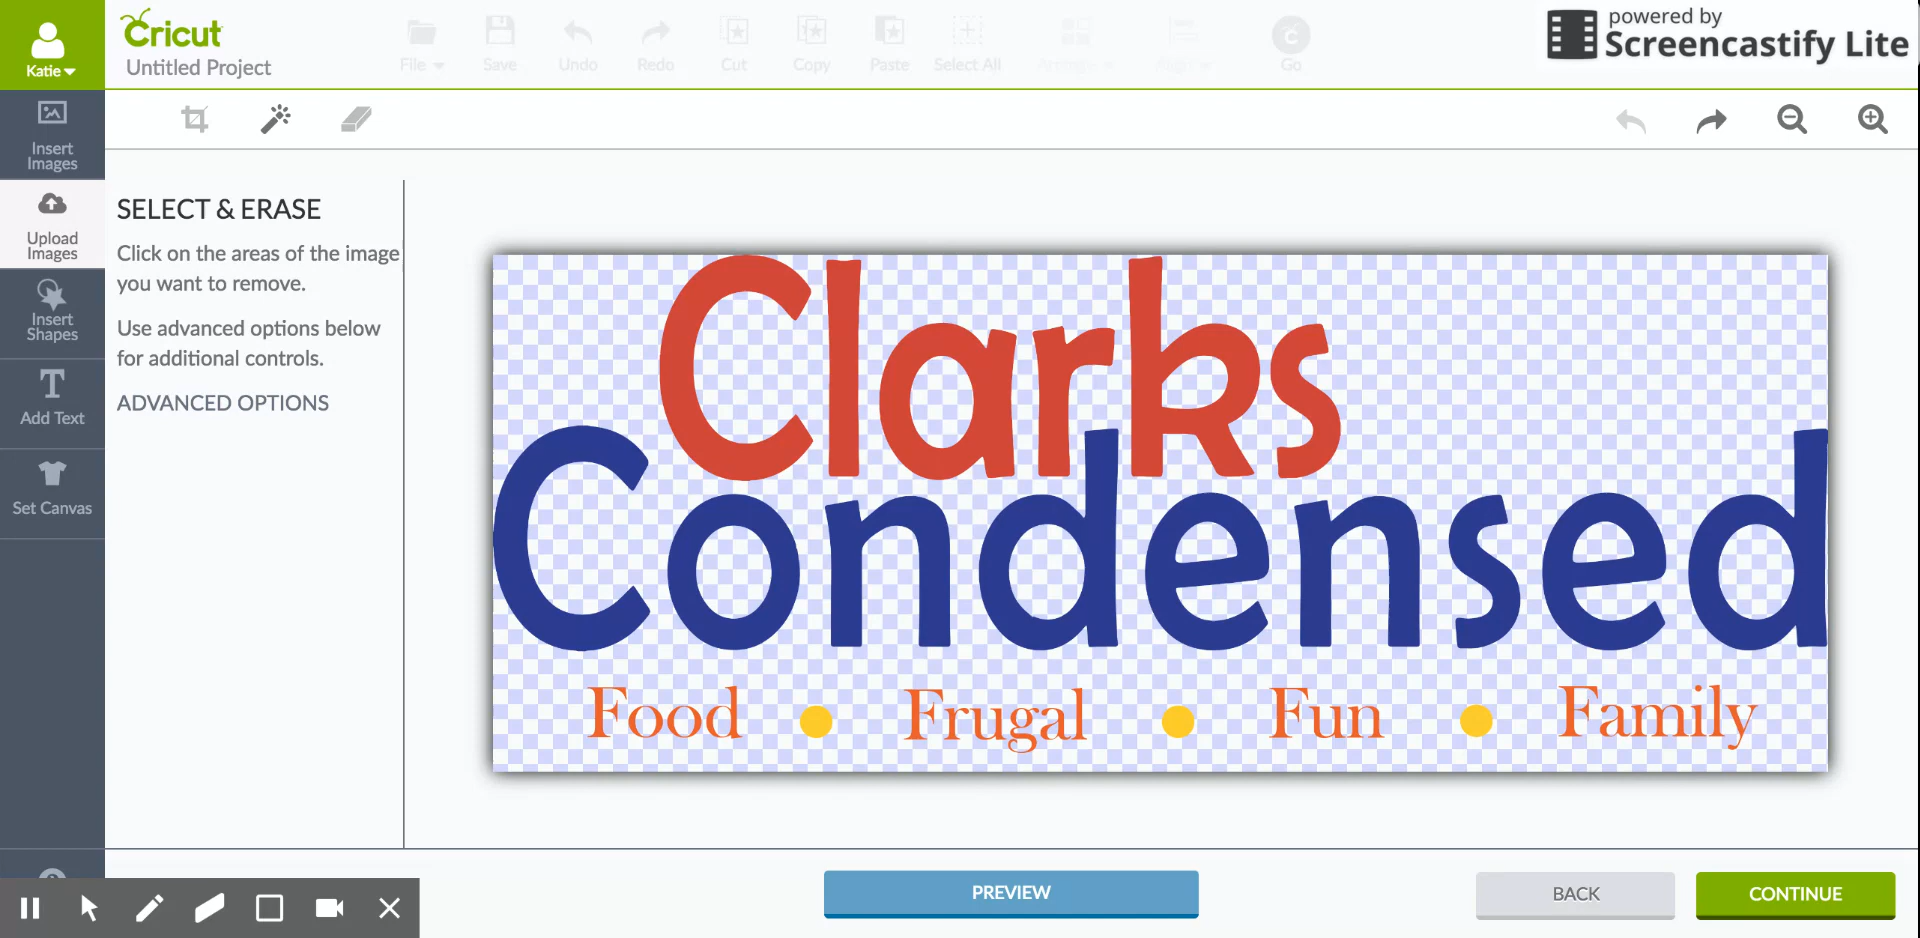 Katie
Cricut
Untitled Project
File
Save
Undo
Redo
Cut
Copy
Paste
Select All
Arrange
Align
Go
powered by
Screencastify Lite
Insert
Images
Upload
Images
Insert
Shapes
Add Text
Set Canvas
SELECT & ERASE
Click on the areas of the image
you want to remove.
Use advanced options below
for additional controls.
ADVANCED OPTIONS
Clarks
Condensed
Food • Frugal • Fun • Family
PREVIEW
BACK
CONTINUE